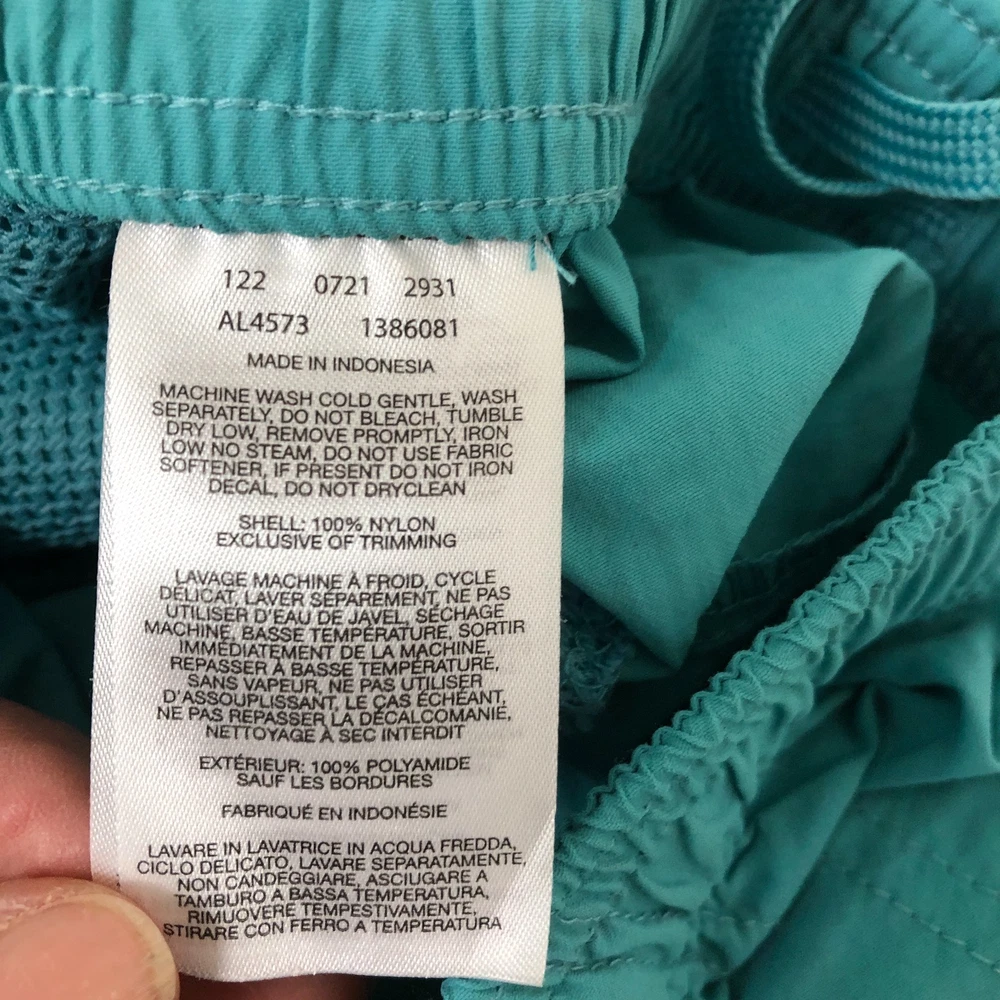 122 0721 2931
AL4573 1386081
MADE IN INDONESIA
MACHINE WASH COLD GENTLE, WASH
SEPARATELY, DO NOT BLEACH, TUMBLE
DRY LOW, REMOVE PROMPTLY, IRON
LOW NO STEAM, DO NOT USE FABRIC
SOFTENER, IF PRESENT DO NOT IRON
DECAL, DO NOT DRYCLEAN
SHELL: 100% NYLON
EXCLUSIVE OF TRIMMING
LAVAGE MACHINE À FROID, CYCLE
DÉLICAT, LAVER SÉPARÉMENT, NE PAS
UTILISER D'EAU DE JAVEL, SÉCHAGE
MACHINE, BASSE TEMPÉRATURE, SORTIR
IMMÉDIATEMENT DE LA MACHINE,
REPASSER À BASSE TEMPÉRATURE,
SANS VAPEUR, NE PAS UTILISER
D'ASSOUPLISSANT, LE CAS ÉCHÉANT,
NE PAS REPASSER LA DÉCALCOMANIE,
NETTOYAGE À SEC INTERDIT
EXTÉRIEUR: 100% POLYAMIDE
SAUF LES BORDURES
FABRIQUÉ EN INDONÉSIE
LAVARE IN LAVATRICE IN ACQUA FREDDA,
CICLO DELICATO, LAVARE SEPARATAMENTE,
NON CANDEGGIARE, ASCIUGARE A
TAMBURO A BASSA TEMPERATURA,
RIMUOVERE TEMPESTIVAMENTE,
STIRARE CON FERRO A TEMPERATURA